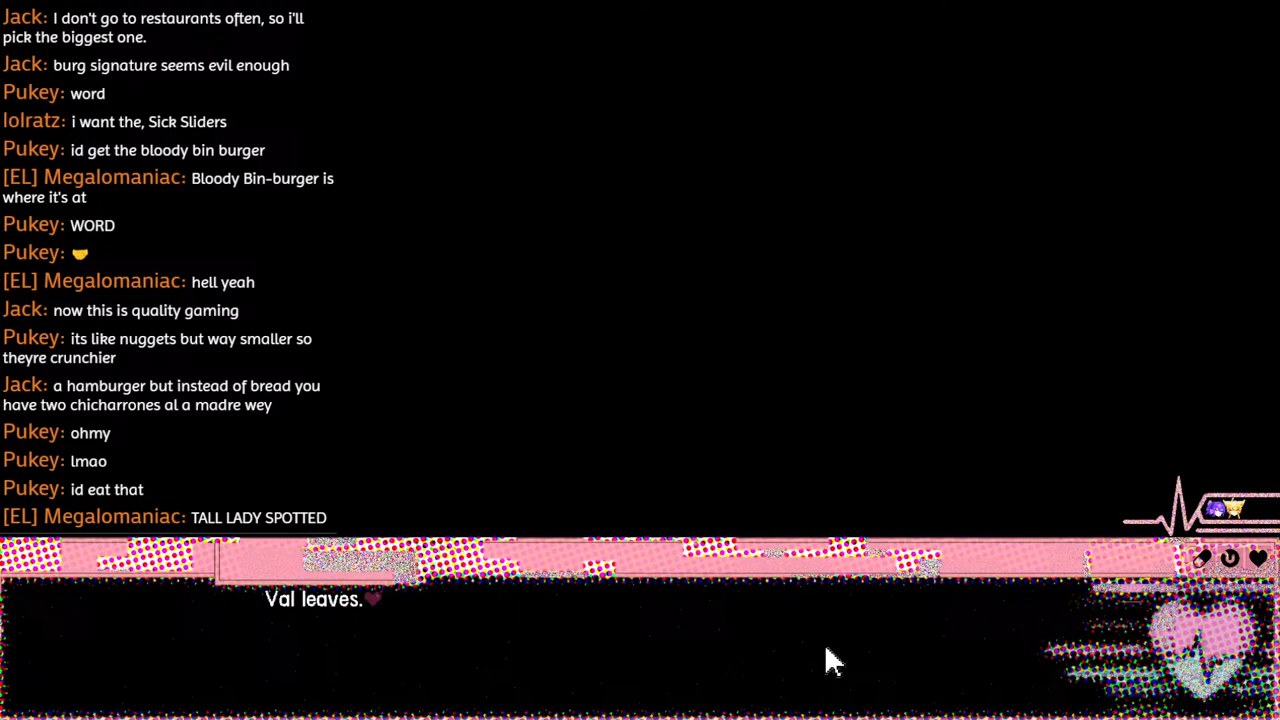 Jack: I don't go to restaurants often, so i'll
pick the biggest one.
Jack: burg signature seems evil enough
Pukey: word
lolratz: i want the, Sick Sliders
Pukey: id get the bloody bin burger
[EL] Megalomaniac: Bloody Bin-burger is
where it's at
Pukey: WORD
Pukey: 🤝
[EL] Megalomaniac: hell yeah
Jack: now this is quality gaming
Pukey: its like nuggets but way smaller so
theyre crunchier
Jack: a hamburger but instead of bread you
have two chicharrones al a madre wey
Pukey: ohmy
Pukey: lmao
Pukey: id eat that
[EL] Megalomaniac: TALL LADY SPOTTED
Val leaves.